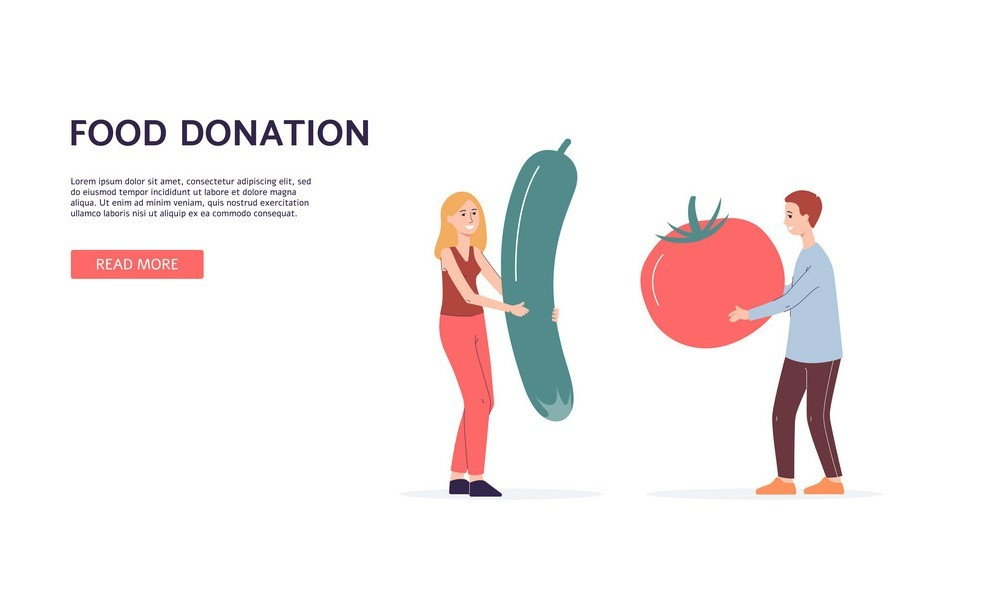 FOOD DONATION
Lorem ipsum dolor sit amet, consectetur adipiscing elit, sed
do eiusmod tempor incididunt ut labore et dolore magna
aliqua. Ut enim ad minim veniam, quis nostrud exercitation
ullamco laboris nisi ut aliquip ex ea commodo consequat.
READ MORE